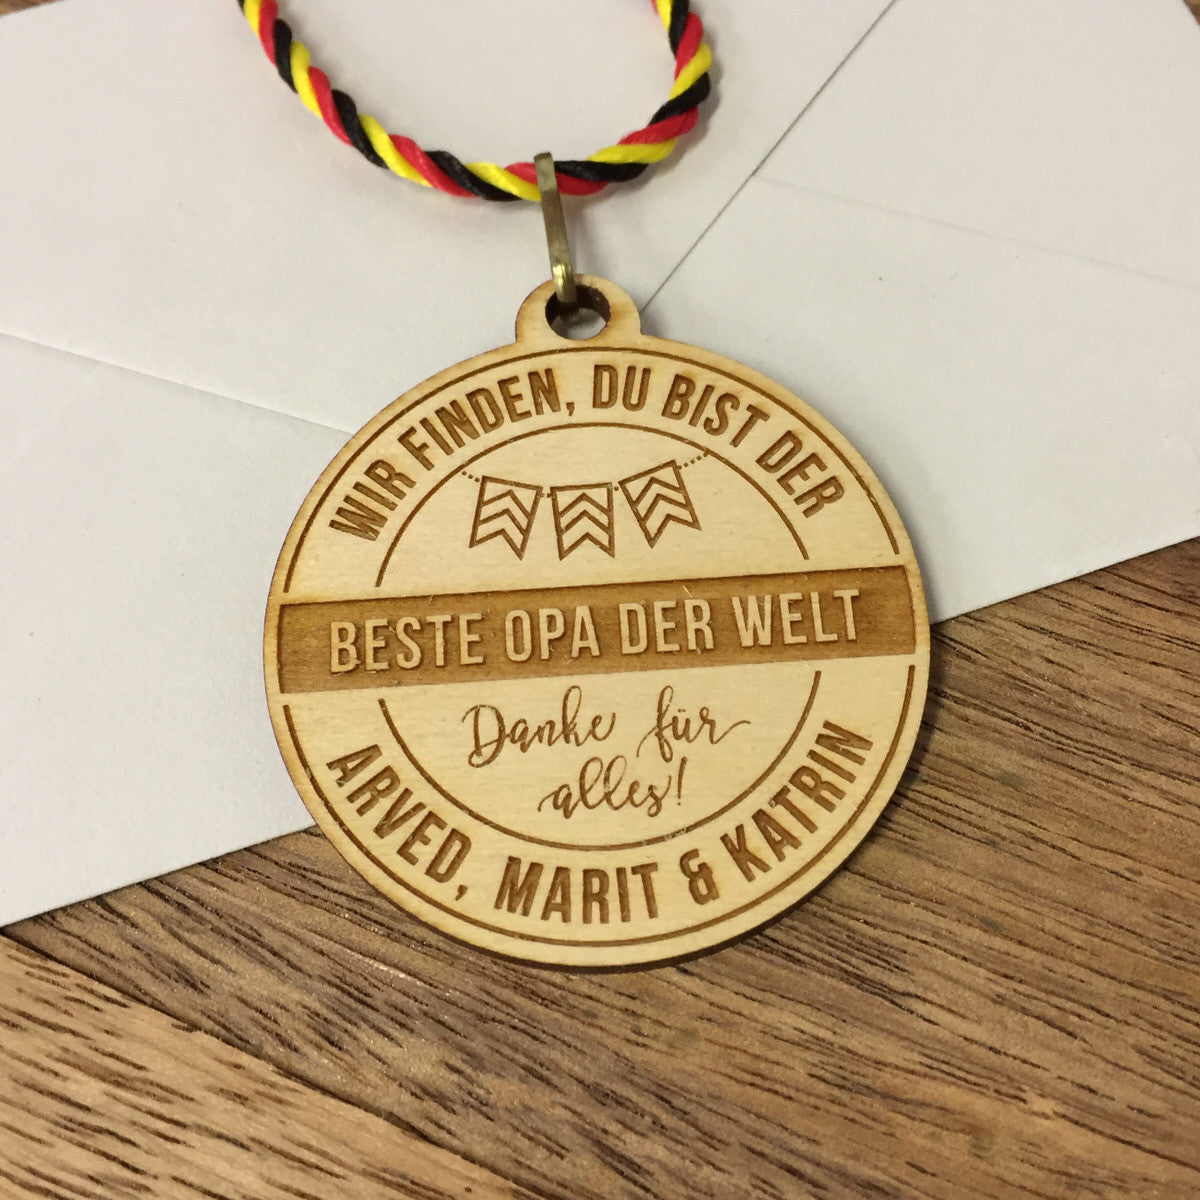 WIR FINDEN, DU BIST DER
BESTE OPA DER WELT
Danke für
alles!
ARVED, MARIT & KATRIN